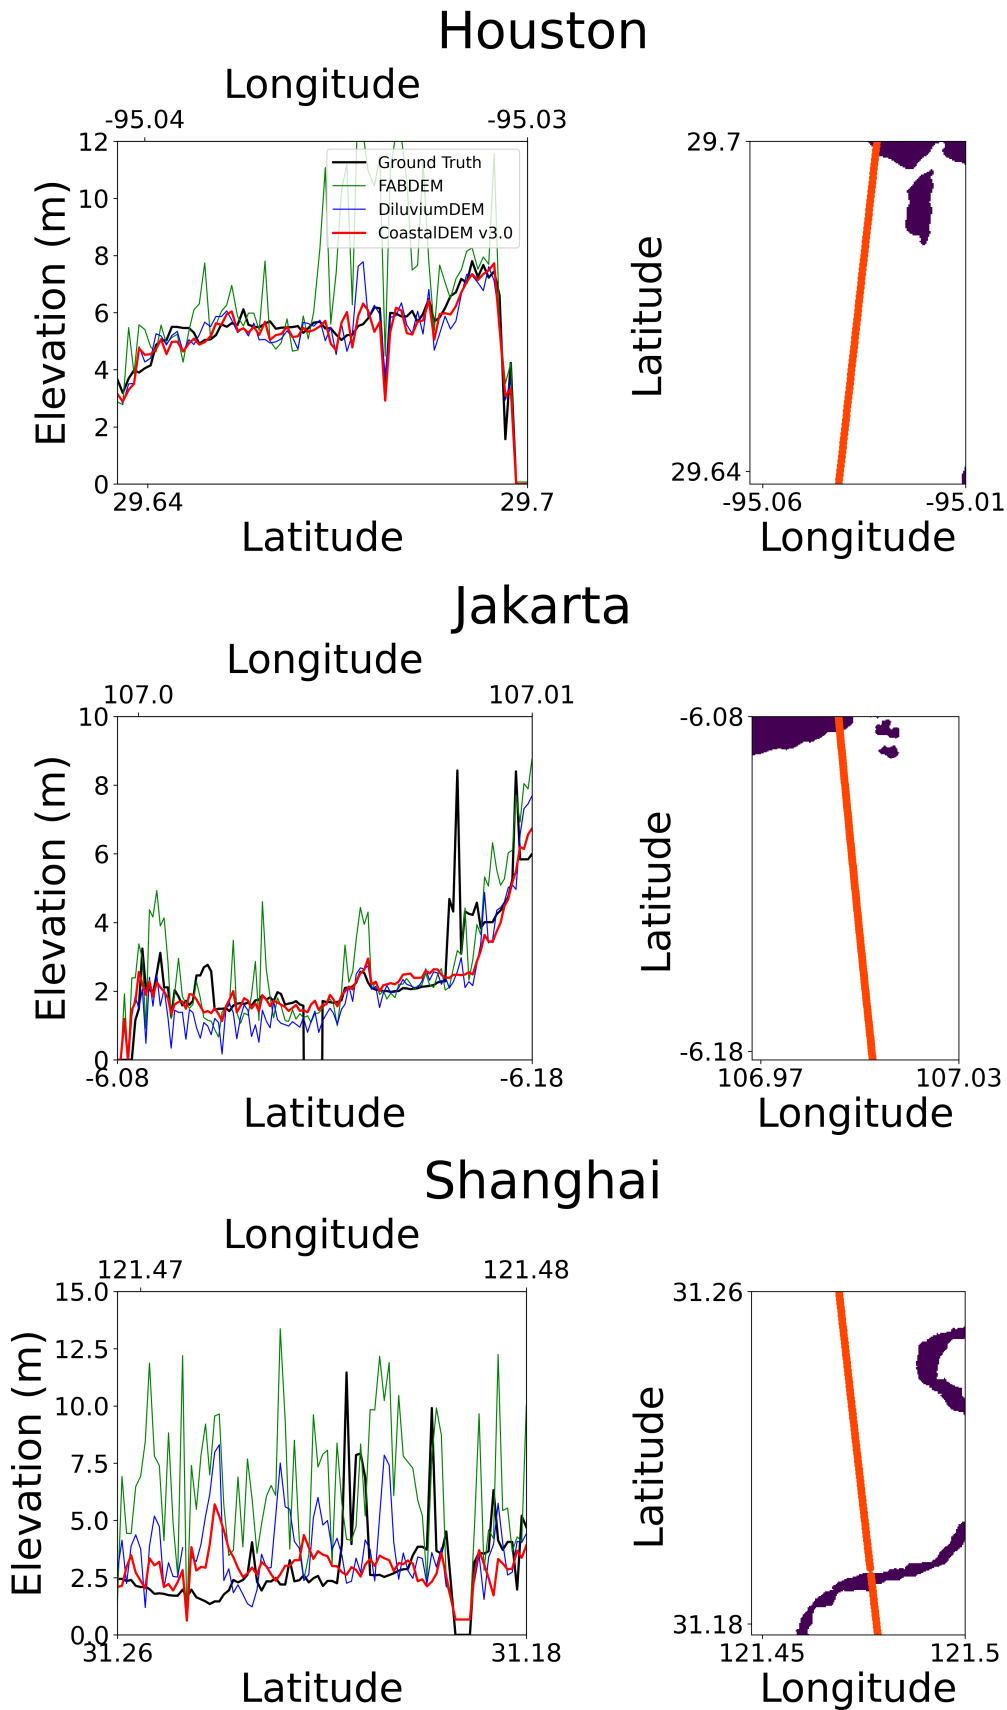 Houston
Longitude
-95.04
-95.03
12
10
8
6
4
2
0
Elevation (m)
Ground Truth
FABDEM
DiluviumDEM
CoastalDEM v3.0
29.64
29.7
Latitude
29.7
29.64
Latitude
-95.06
-95.01
Longitude
Jakarta
Longitude
107.0
107.01
10
8
6
4
2
0
Elevation (m)
-6.08
-6.18
Latitude
-6.08
-6.18
Latitude
106.97
107.03
Longitude
Shanghai
Longitude
121.47
121.48
15.0
12.5
10.0
7.5
5.0
2.5
0.0
Elevation (m)
31.26
31.18
Latitude
31.26
31.18
Latitude
121.45
121.5
Longitude